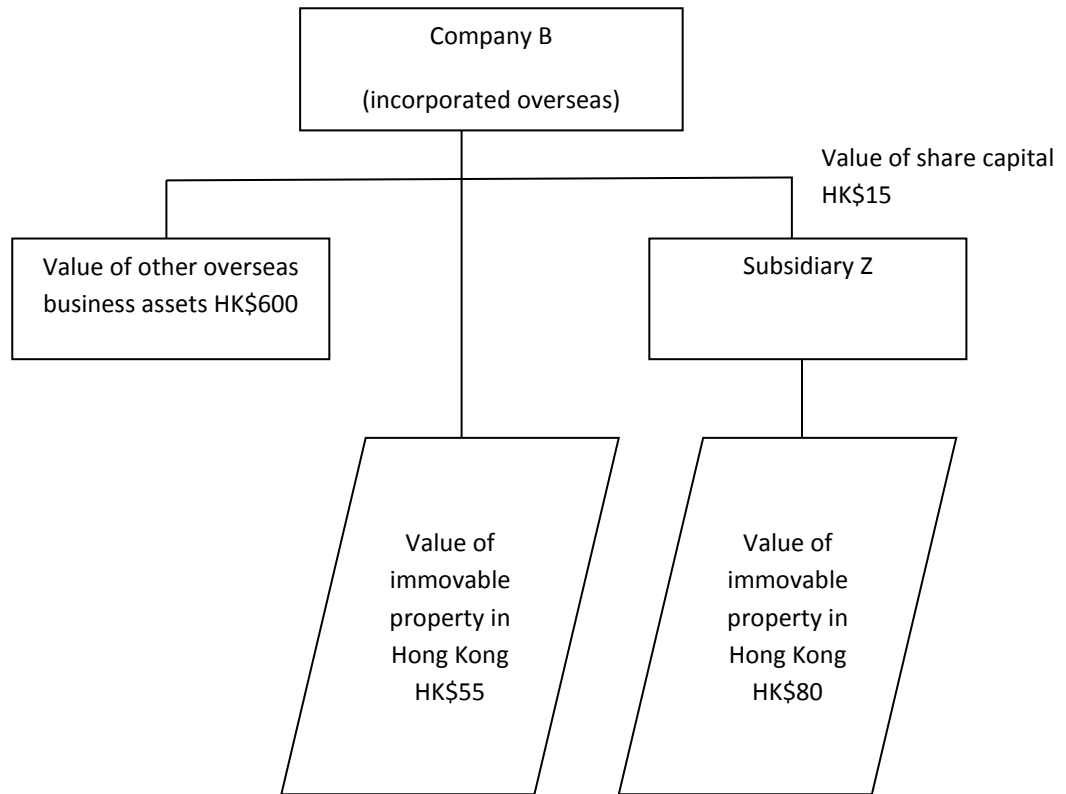 Company B
(incorporated overseas)
Value of share capital
HK$15
Value of other overseas
business assets HK$600
Subsidiary Z
Value of
immovable
property in
Hong Kong
HK$55
Value of
immovable
property in
Hong Kong
HK$80